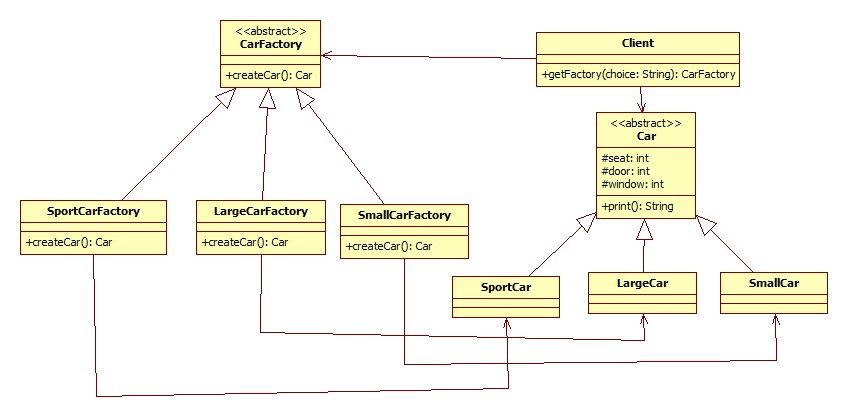 <<abstract>>
CarFactory
+createCar(): Car
Client
+getFactory(choice: String): CarFactory
<<abstract>>
Car
#seat: int
#door: int
#window: int
+print(): String
SportCarFactory
+createCar(): Car
LargeCarFactory
+createCar(): Car
SmallCarFactory
+createCar(): Car
SportCar
LargeCar
SmallCar